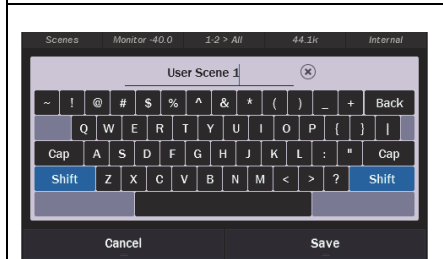 Scenes Monitor -40.0 1-2 > All 44.1k Internal
User Scene 1
~ ! @ # $ % ^ & * ( ) _ + Back
Q W E R T Y U I O P { } |
Cap A S D F G H J K L : " Cap
Shift Z X C V B N M < > ? Shift
Cancel Save